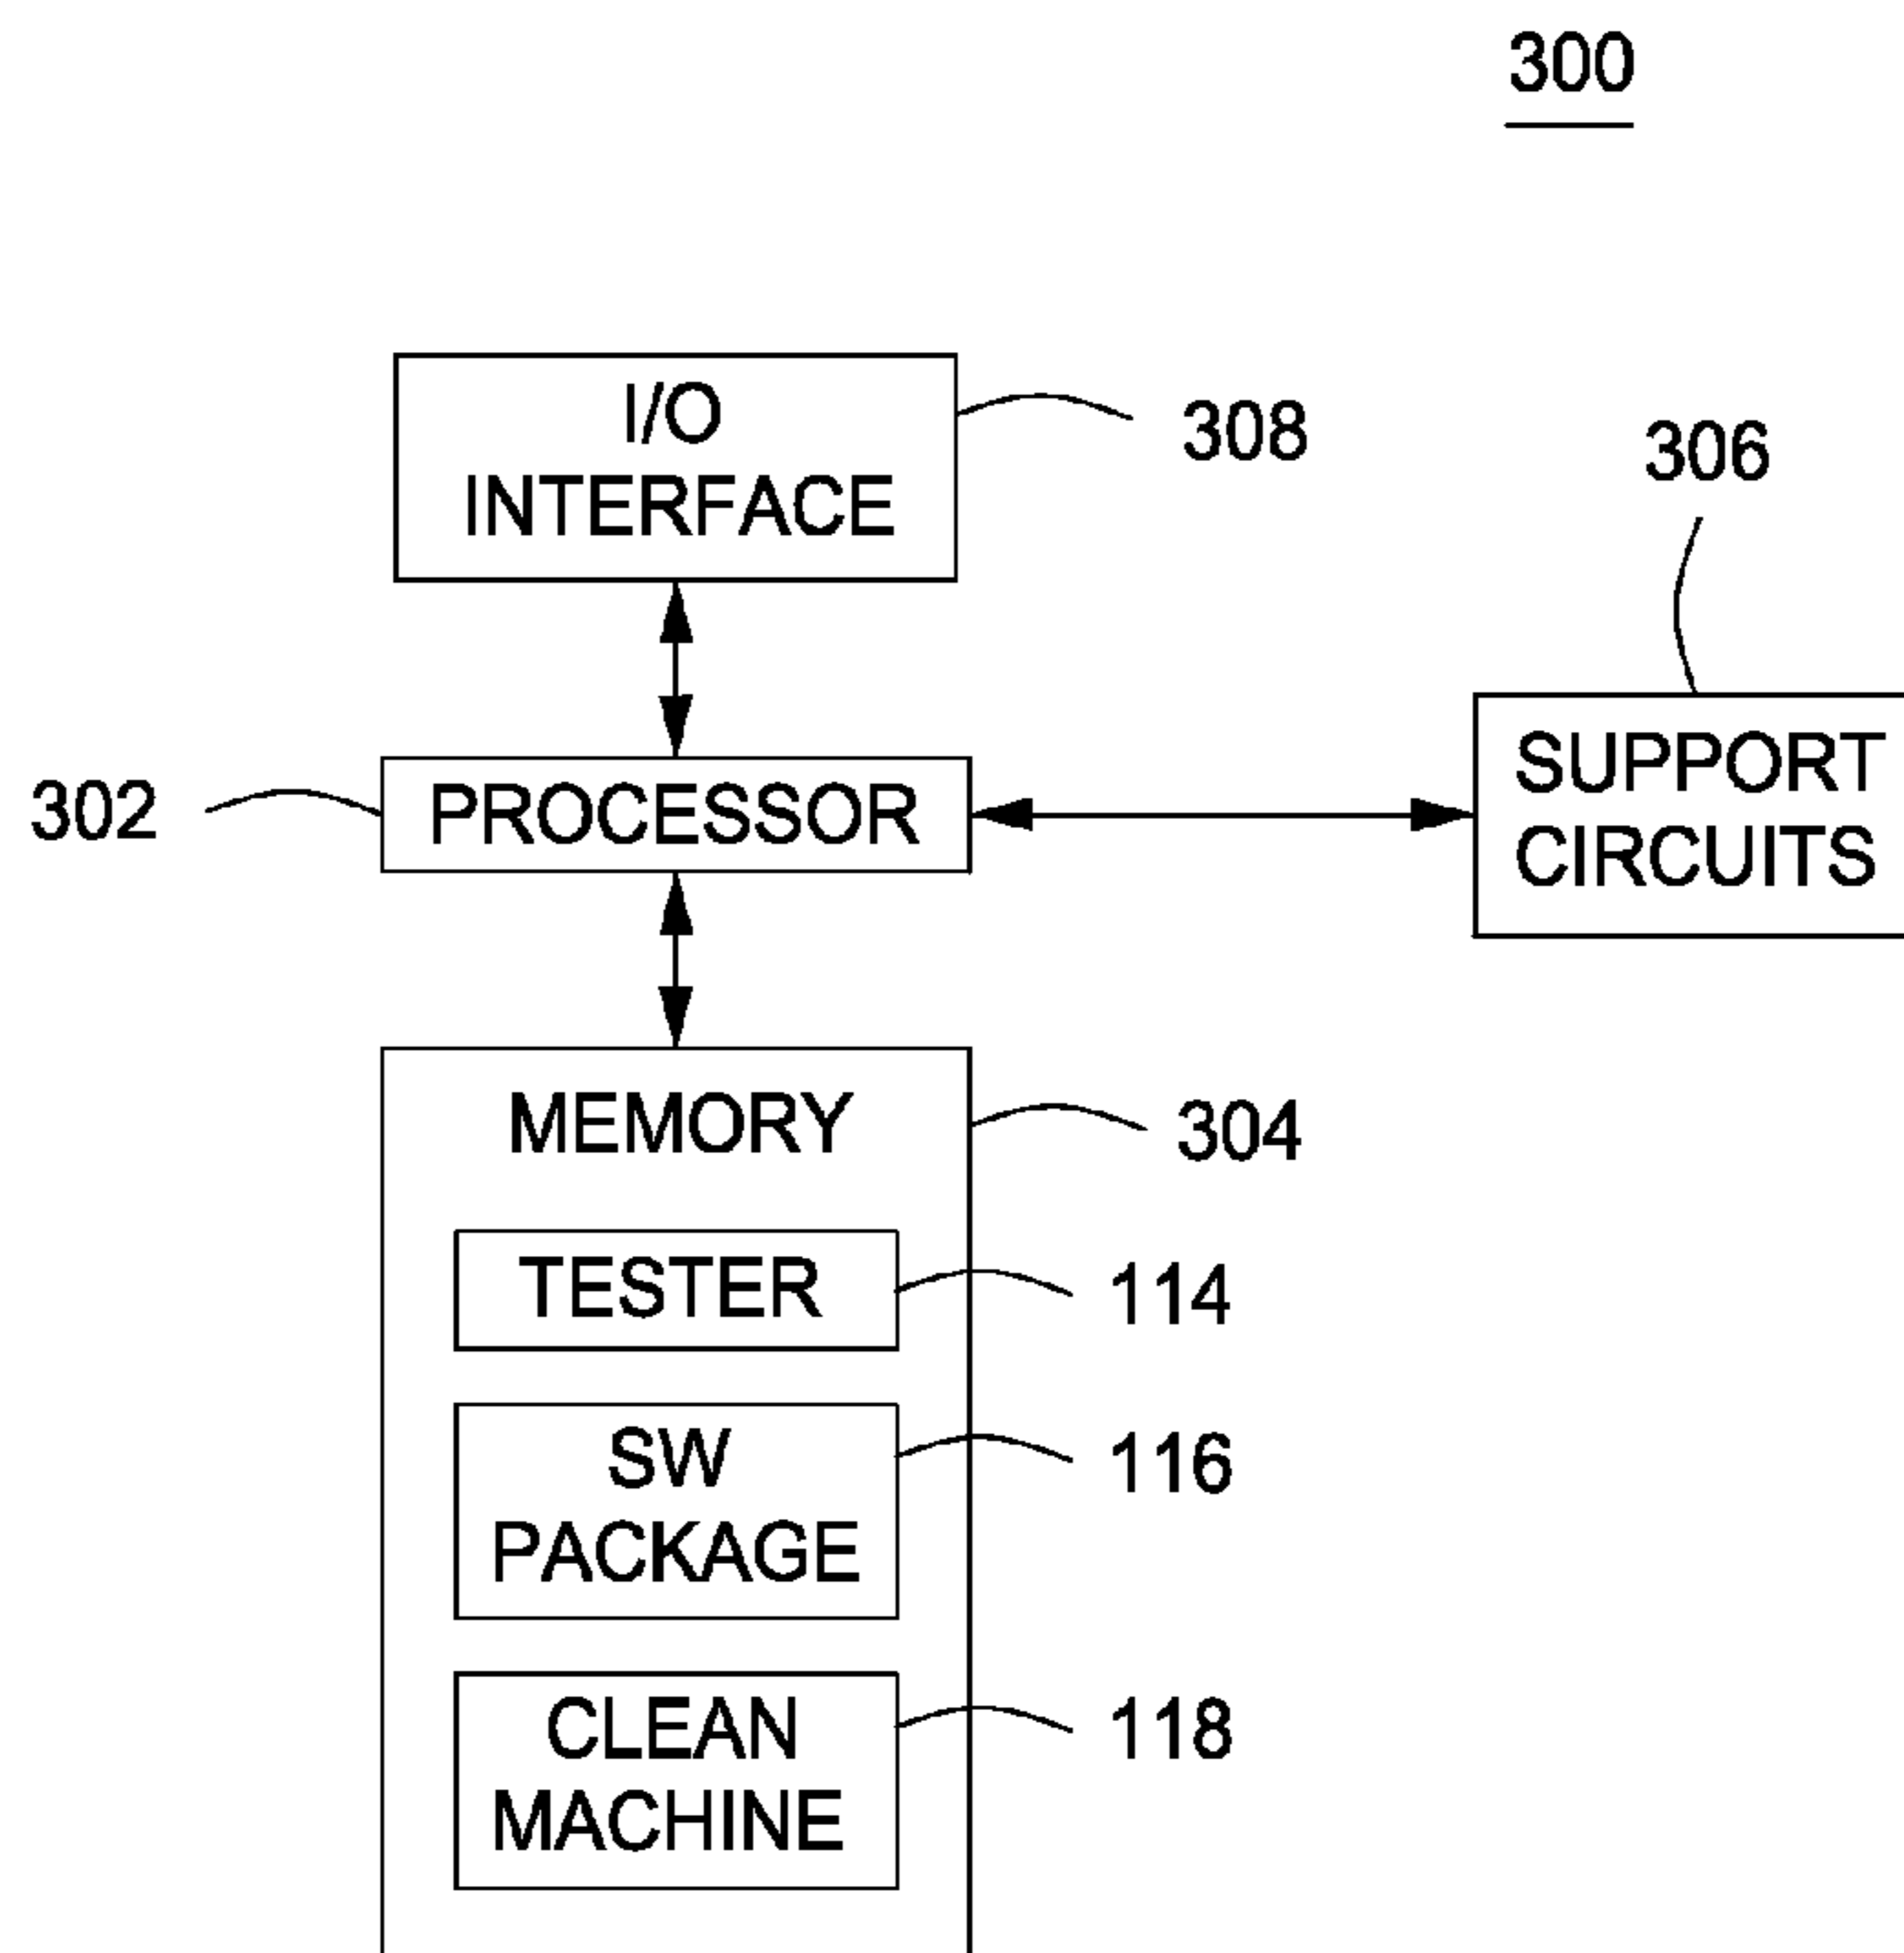 300
I/O
INTERFACE
308
306
302
PROCESSOR
SUPPORT
CIRCUITS
MEMORY
304
TESTER
114
SW
PACKAGE
116
CLEAN
MACHINE
118